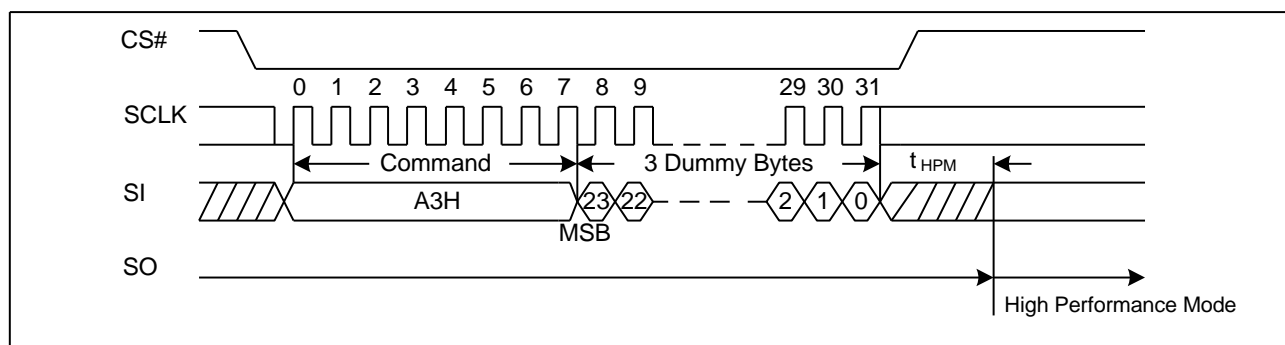 CS#
0 1 2 3 4 5 6 7 8 9 29 30 31
SCLK
Command 3 Dummy Bytes tHPM
SI A3H 23 22 2 1 0
MSB
SO
High Performance Mode